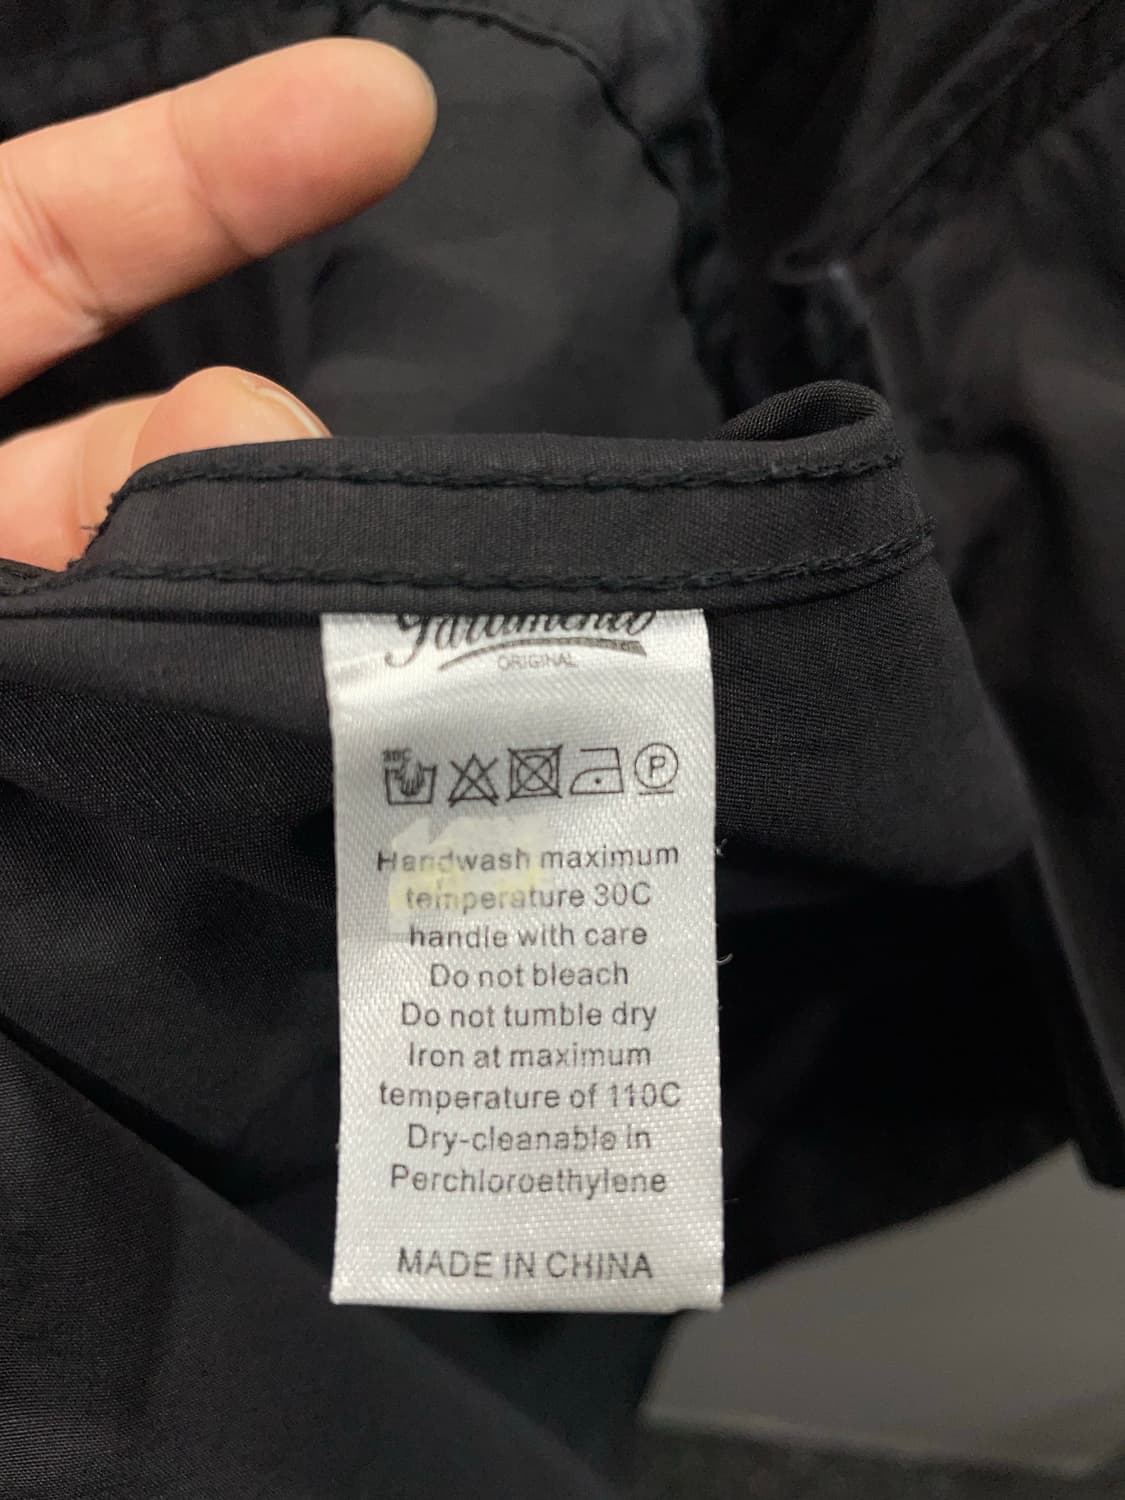 ORIGINAL
30C
P
Handwash maximum
temperature 30C
handle with care
Do not bleach
Do not tumble dry
Iron at maximum
temperature of 110C
Dry-cleanable in
Perchloroethylene
MADE IN CHINA